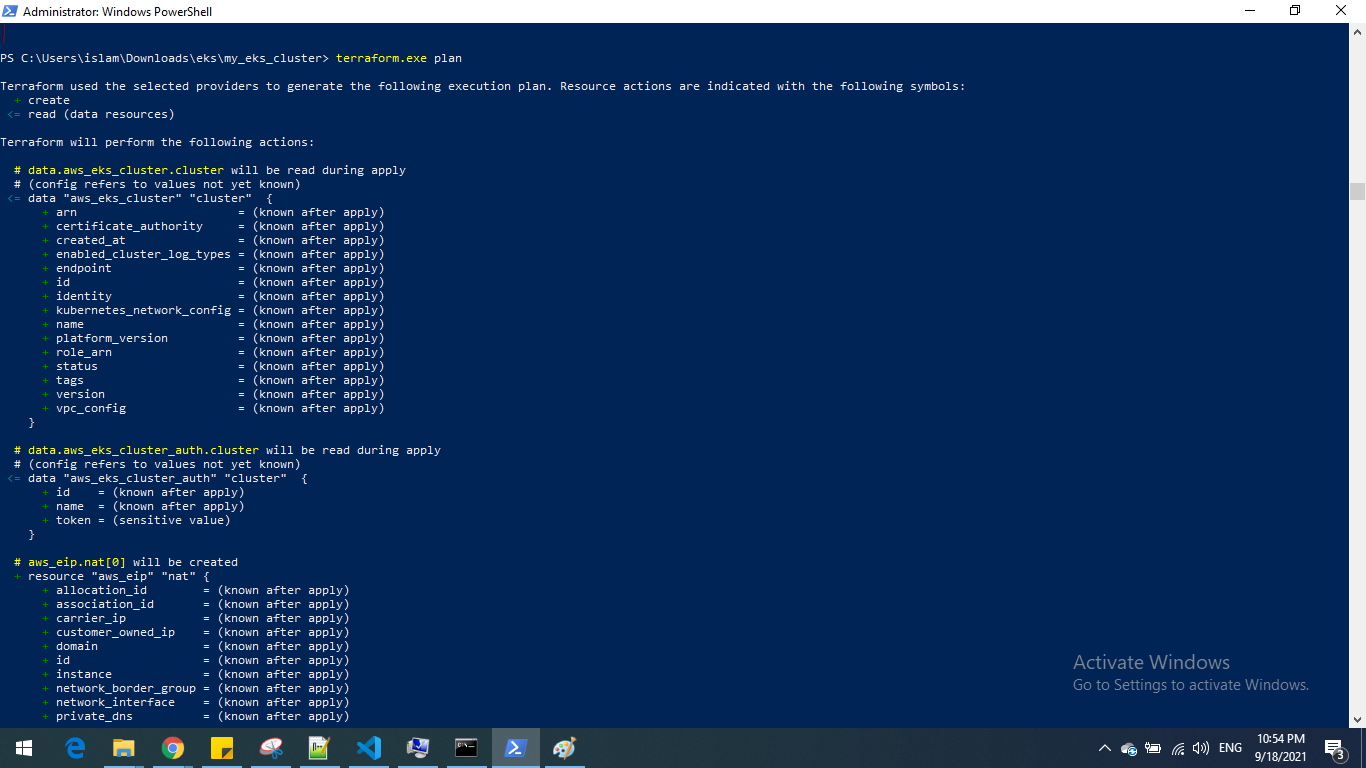 Administrator: Windows PowerShell
PS C:\Users\islam\Downloads\eks\my_eks_cluster> terraform.exe plan
Terraform used the selected providers to generate the following execution plan. Resource actions are indicated with the following symbols:
  + create
 <= read (data resources)
Terraform will perform the following actions:
  # data.aws_eks_cluster.cluster will be read during apply
  # (config refers to values not yet known)
 <= data "aws_eks_cluster" "cluster"  {
      + arn                       = (known after apply)
      + certificate_authority     = (known after apply)
      + created_at                = (known after apply)
      + enabled_cluster_log_types = (known after apply)
      + endpoint                  = (known after apply)
      + id                        = (known after apply)
      + identity                  = (known after apply)
      + kubernetes_network_config = (known after apply)
      + name                      = (known after apply)
      + platform_version          = (known after apply)
      + role_arn                  = (known after apply)
      + status                    = (known after apply)
      + tags                      = (known after apply)
      + version                   = (known after apply)
      + vpc_config                = (known after apply)
    }
  # data.aws_eks_cluster_auth.cluster will be read during apply
  # (config refers to values not yet known)
 <= data "aws_eks_cluster_auth" "cluster"  {
      + id    = (known after apply)
      + name  = (known after apply)
      + token = (sensitive value)
    }
  # aws_eip.nat[0] will be created
  + resource "aws_eip" "nat" {
      + allocation_id        = (known after apply)
      + association_id       = (known after apply)
      + carrier_ip           = (known after apply)
      + customer_owned_ip    = (known after apply)
      + domain               = (known after apply)
      + id                   = (known after apply)
      + instance             = (known after apply)
      + network_border_group = (known after apply)
      + network_interface    = (known after apply)
      + private_dns          = (known after apply)
Activate Windows
Go to Settings to activate Windows.
ENG
10:54 PM
9/18/2021
3